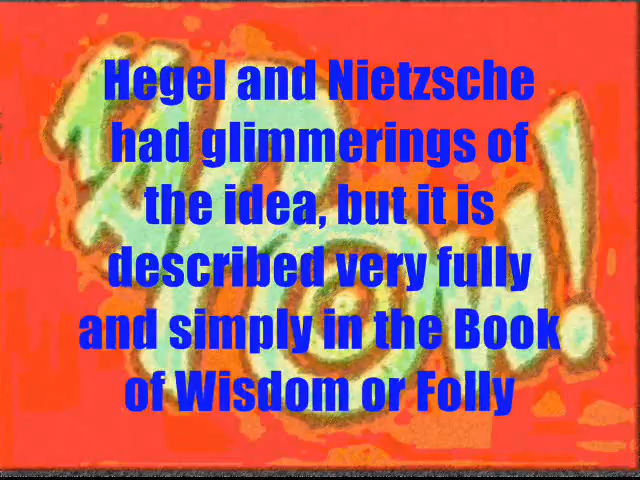 Hegel and Nietzsche
had glimmerings of
the idea, but it is
described very fully
and simply in the Book
of Wisdom or Folly